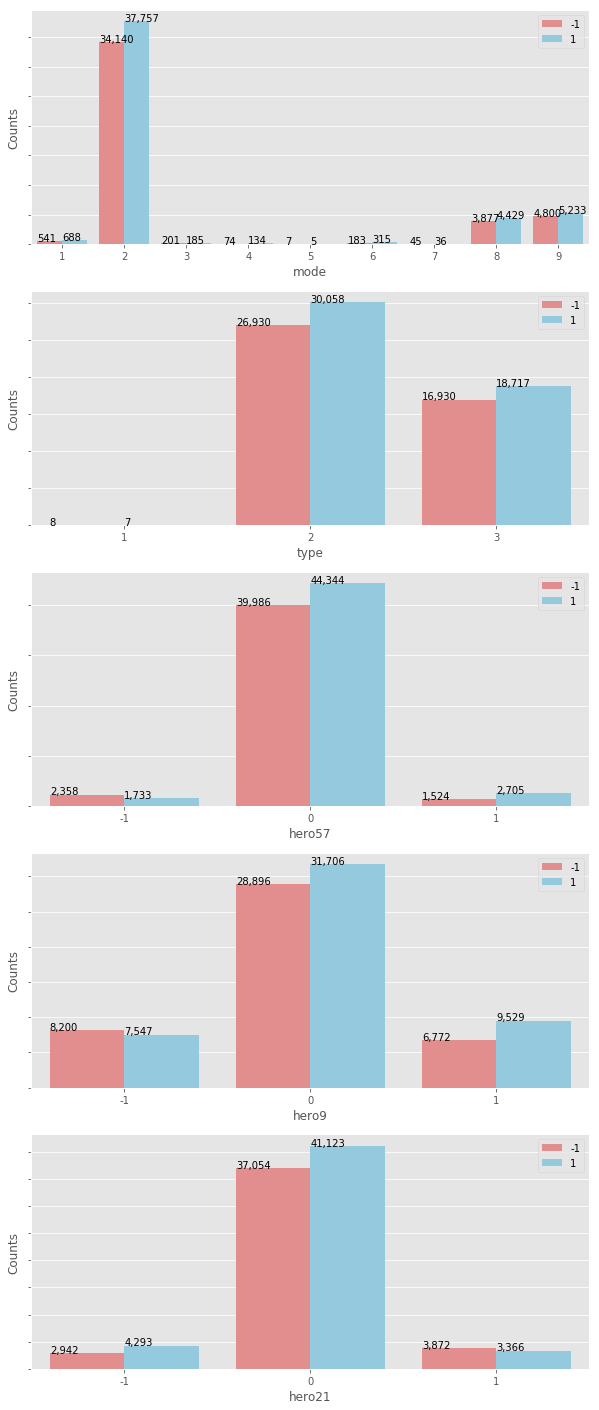 37,757
-1
1
34,140
Counts
541 688 201 185 74 134 7 5 183 315 45 36 3,877 4,429 4,800 5,233
1 2 3 4 5 6 7 8 9
mode
30,058
-1
1
26,930
Counts
16,930 18,717
8 7
1 2 3
type
44,344
-1
1
39,986
Counts
2,358 1,733 1,524 2,705
-1 0 1
hero57
31,706
-1
1
28,896
Counts
8,200 7,547 6,772 9,529
-1 0 1
hero9
41,123
-1
1
37,054
Counts
2,942 4,293 3,872 3,366
-1 0 1
hero21